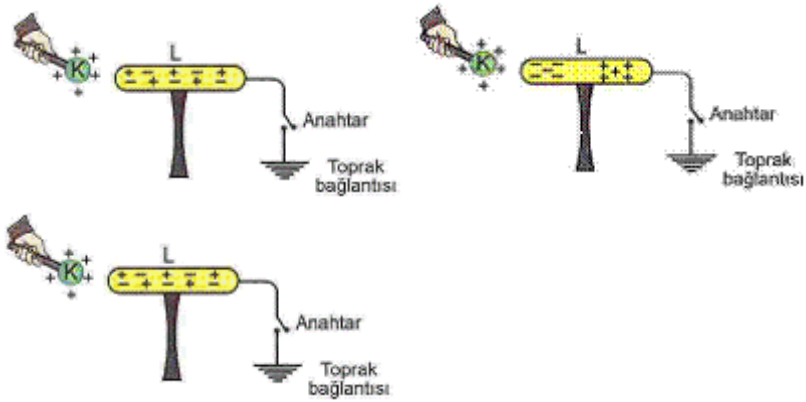 K
L
Anahtar
Toprak
bağlantısı
K
L
Anahtar
Toprak
bağlantısı
K
L
Anahtar
Toprak
bağlantısı